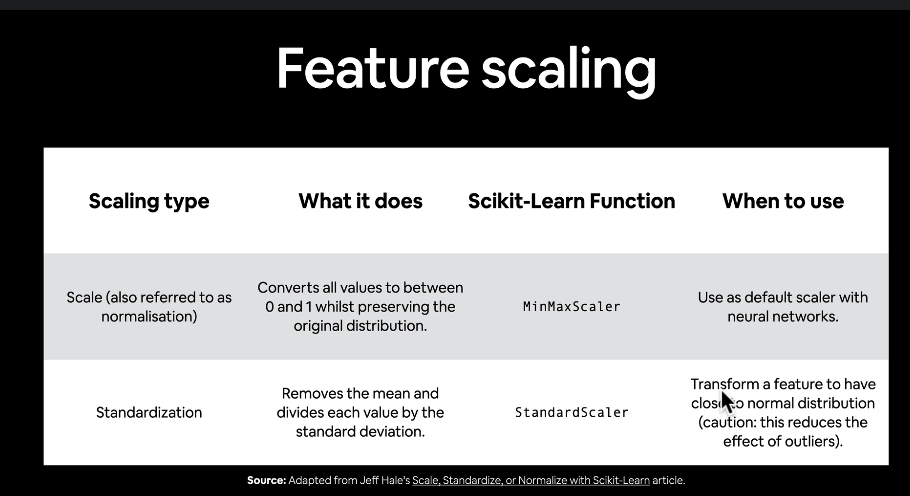 Feature scaling
Scaling type
What it does
Scikit-Learn Function
When to use
Scale (also referred to as
normalisation)
Converts all values to between
0 and 1 whilst preserving the
original distribution.
MinMaxScaler
Use as default scaler with
neural networks.
Standardization
Removes the mean and
divides each value by the
standard deviation.
StandardScaler
Transform a feature to have
close to normal distribution
(caution: this reduces the
effect of outliers).
Source: Adapted from Jeff Hale's Scale, Standardize, or Normalize with Scikit-Learn article.